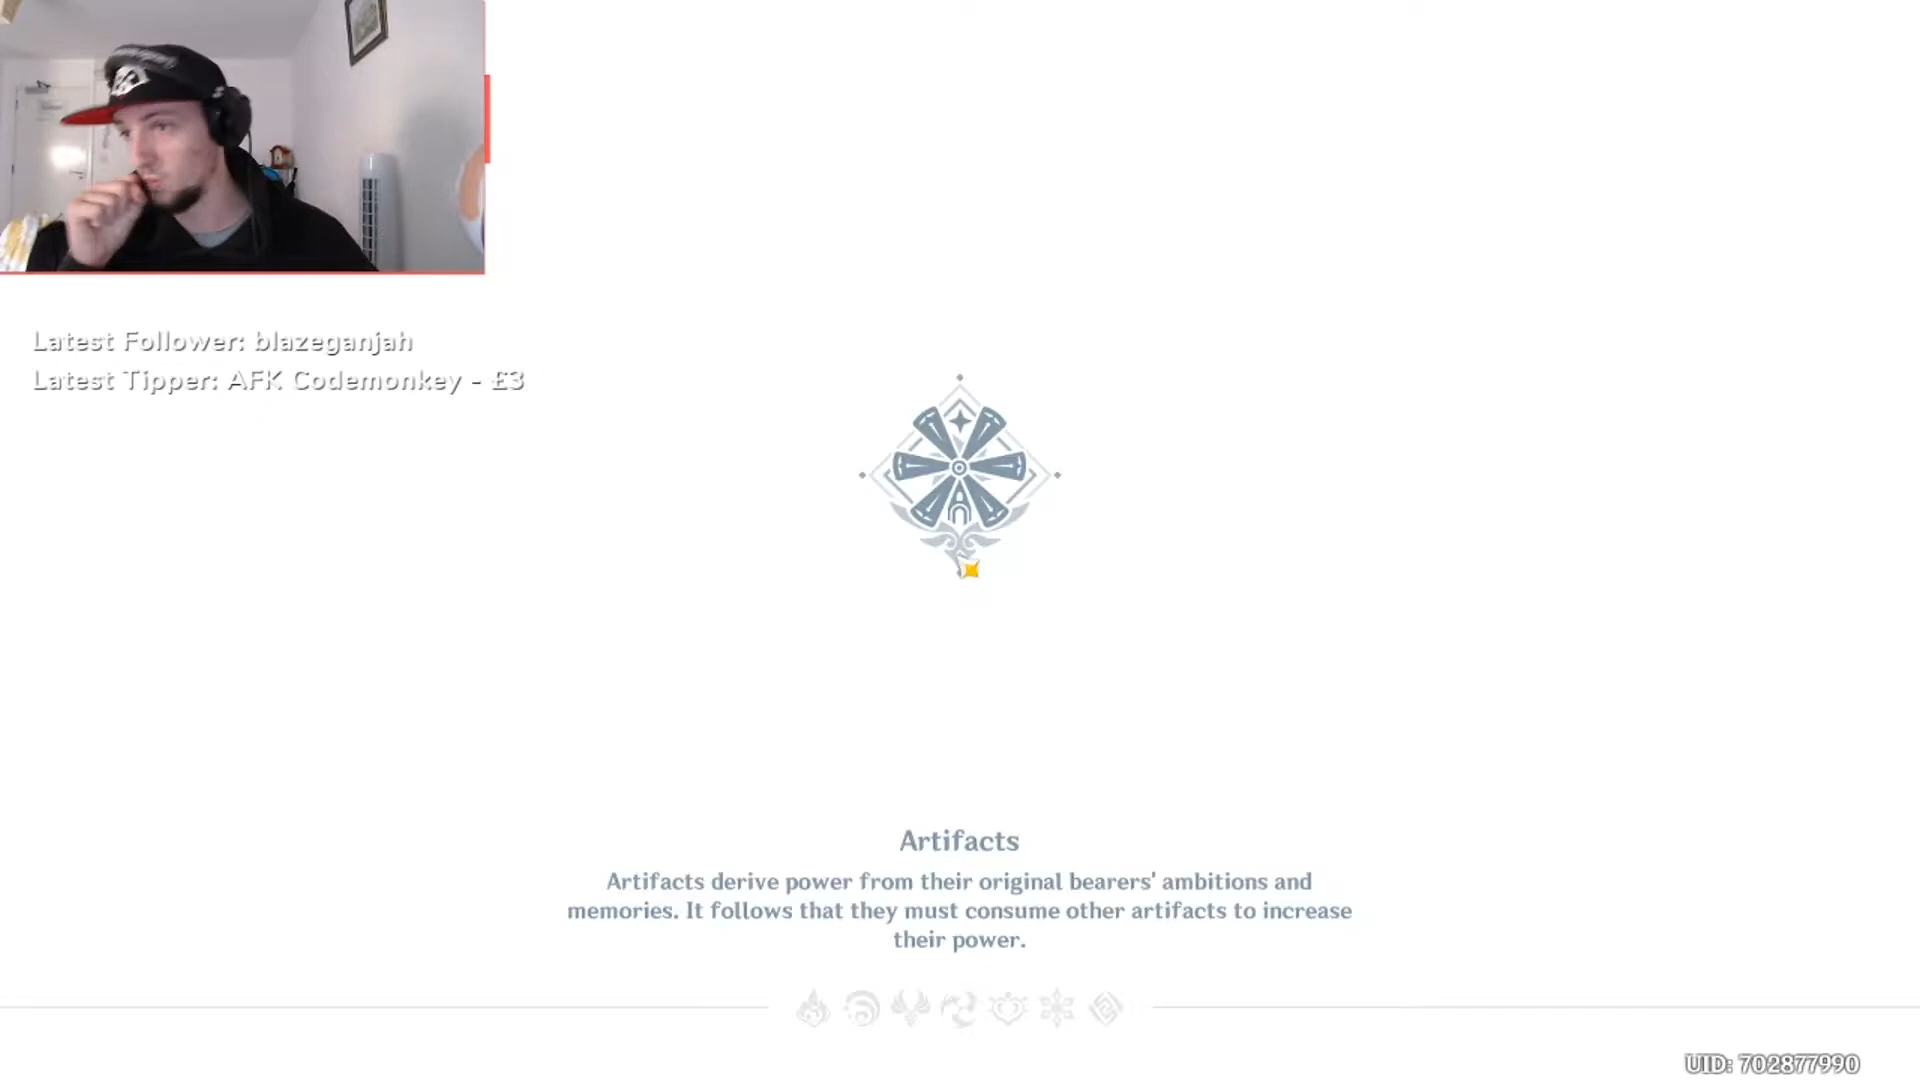 Latest Follower: blazeganjah
Latest Tipper: AFK Codemonkey - £3
Artifacts
Artifacts derive power from their original bearers' ambitions and
memories. It follows that they must consume other artifacts to increase
their power.
UID: 702877990